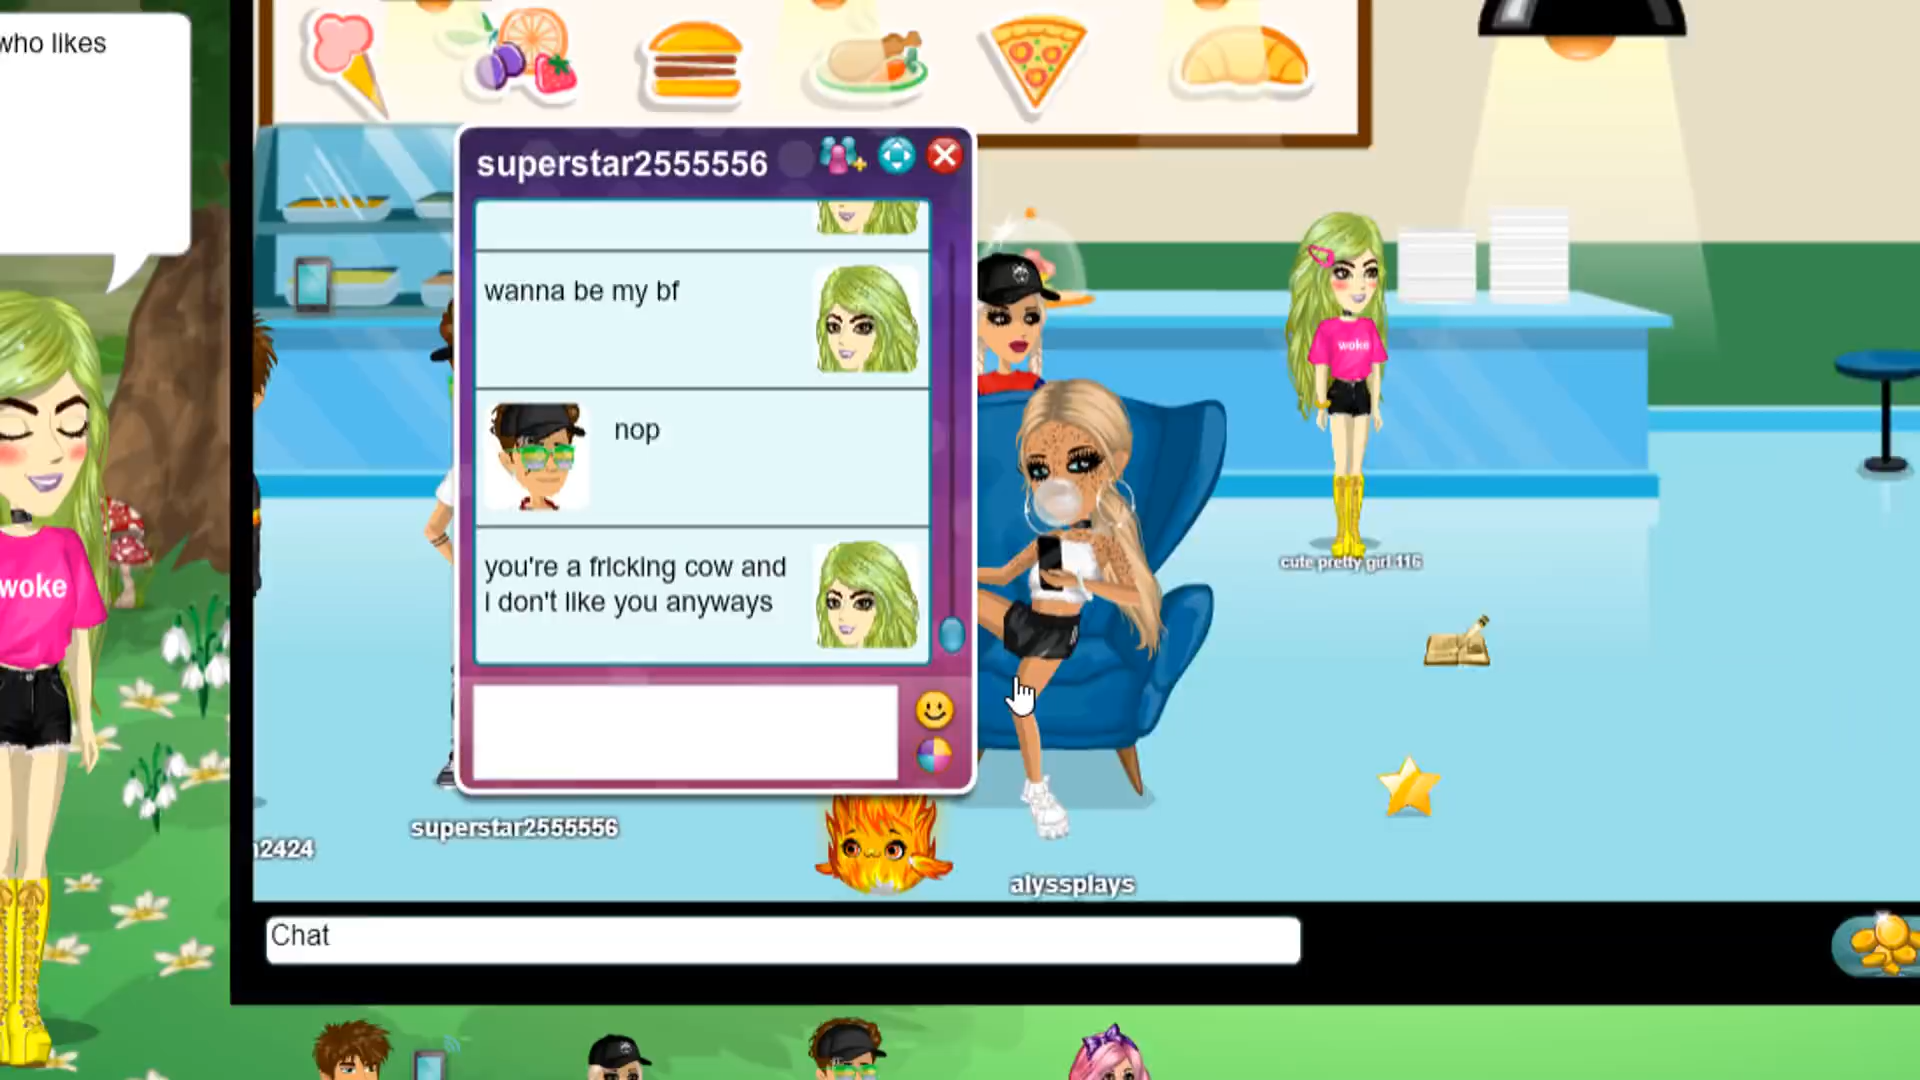 who likes
superstar2555556
wanna be my bf
nop
you're a fricking cow and
i don't like you anyways
woke
woke
cute pretty girl 116
superstar2555556
2424
alyssplays
Chat